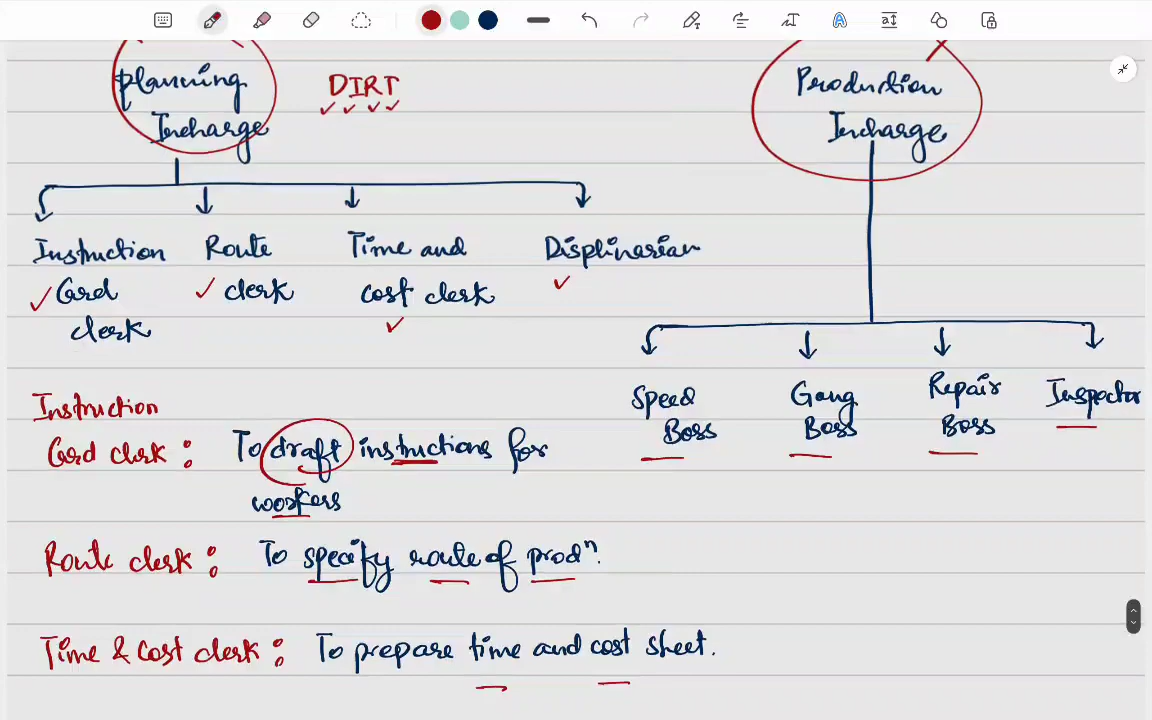 planning
Incharge
DIRT
Production
Incharge
Instruction
Card
clerk
Route
clerk
Time and
cost clerk
Displinarian
Speed
Boss
Gang
Boss
Repair
Boss
Inspector
Instruction
Card clerk : To draft instructions for
workers
Route clerk : To specify route of prodⁿ.
Time & Cost clerk : To prepare time and cost sheet.